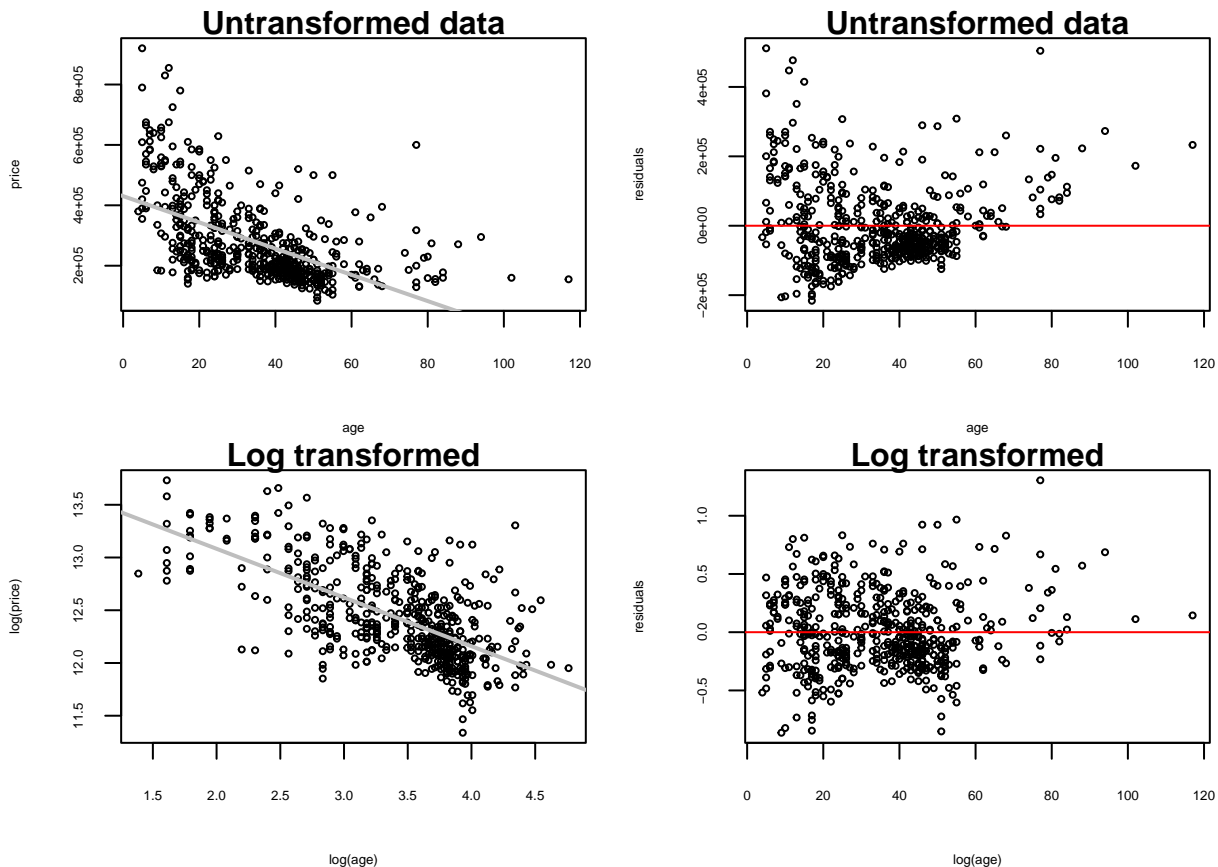 Untransformed data
price
2e+05 4e+05 6e+05 8e+05
0 20 40 60 80 100 120
age
Untransformed data
residuals
−2e+05 0e+00 2e+05 4e+05
0 20 40 60 80 100 120
age
Log transformed
log(price)
11.5 12.0 12.5 13.0 13.5
1.5 2.0 2.5 3.0 3.5 4.0 4.5
log(age)
Log transformed
residuals
−0.5 0.0 0.5 1.0
0 20 40 60 80 100 120
log(age)